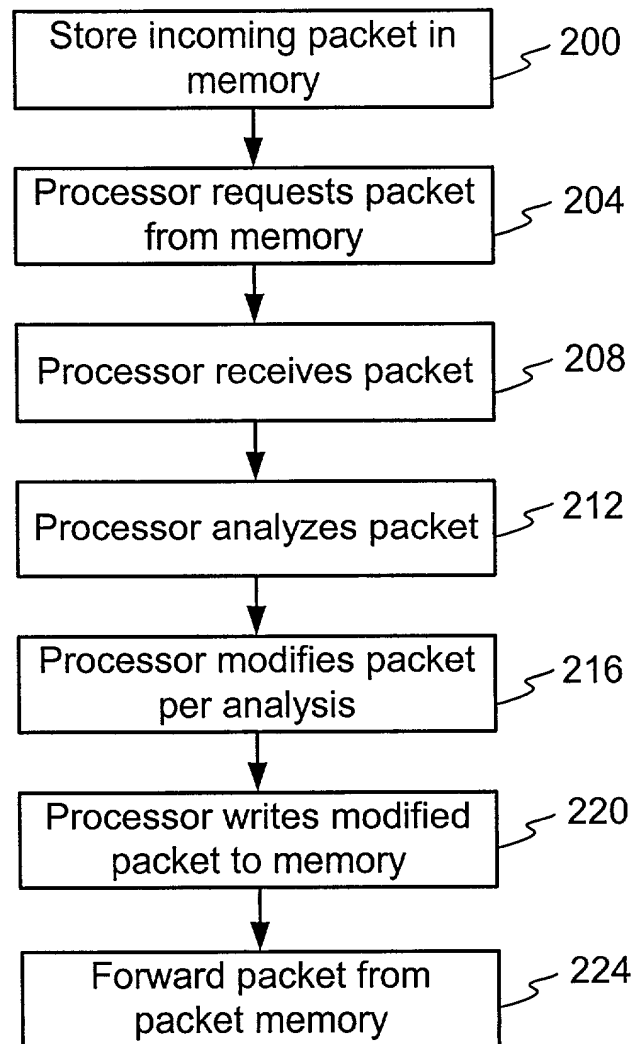 Store incoming packet in
memory
200
Processor requests packet
from memory
204
Processor receives packet
208
Processor analyzes packet
212
Processor modifies packet
per analysis
216
Processor writes modified
packet to memory
220
Forward packet from
packet memory
224